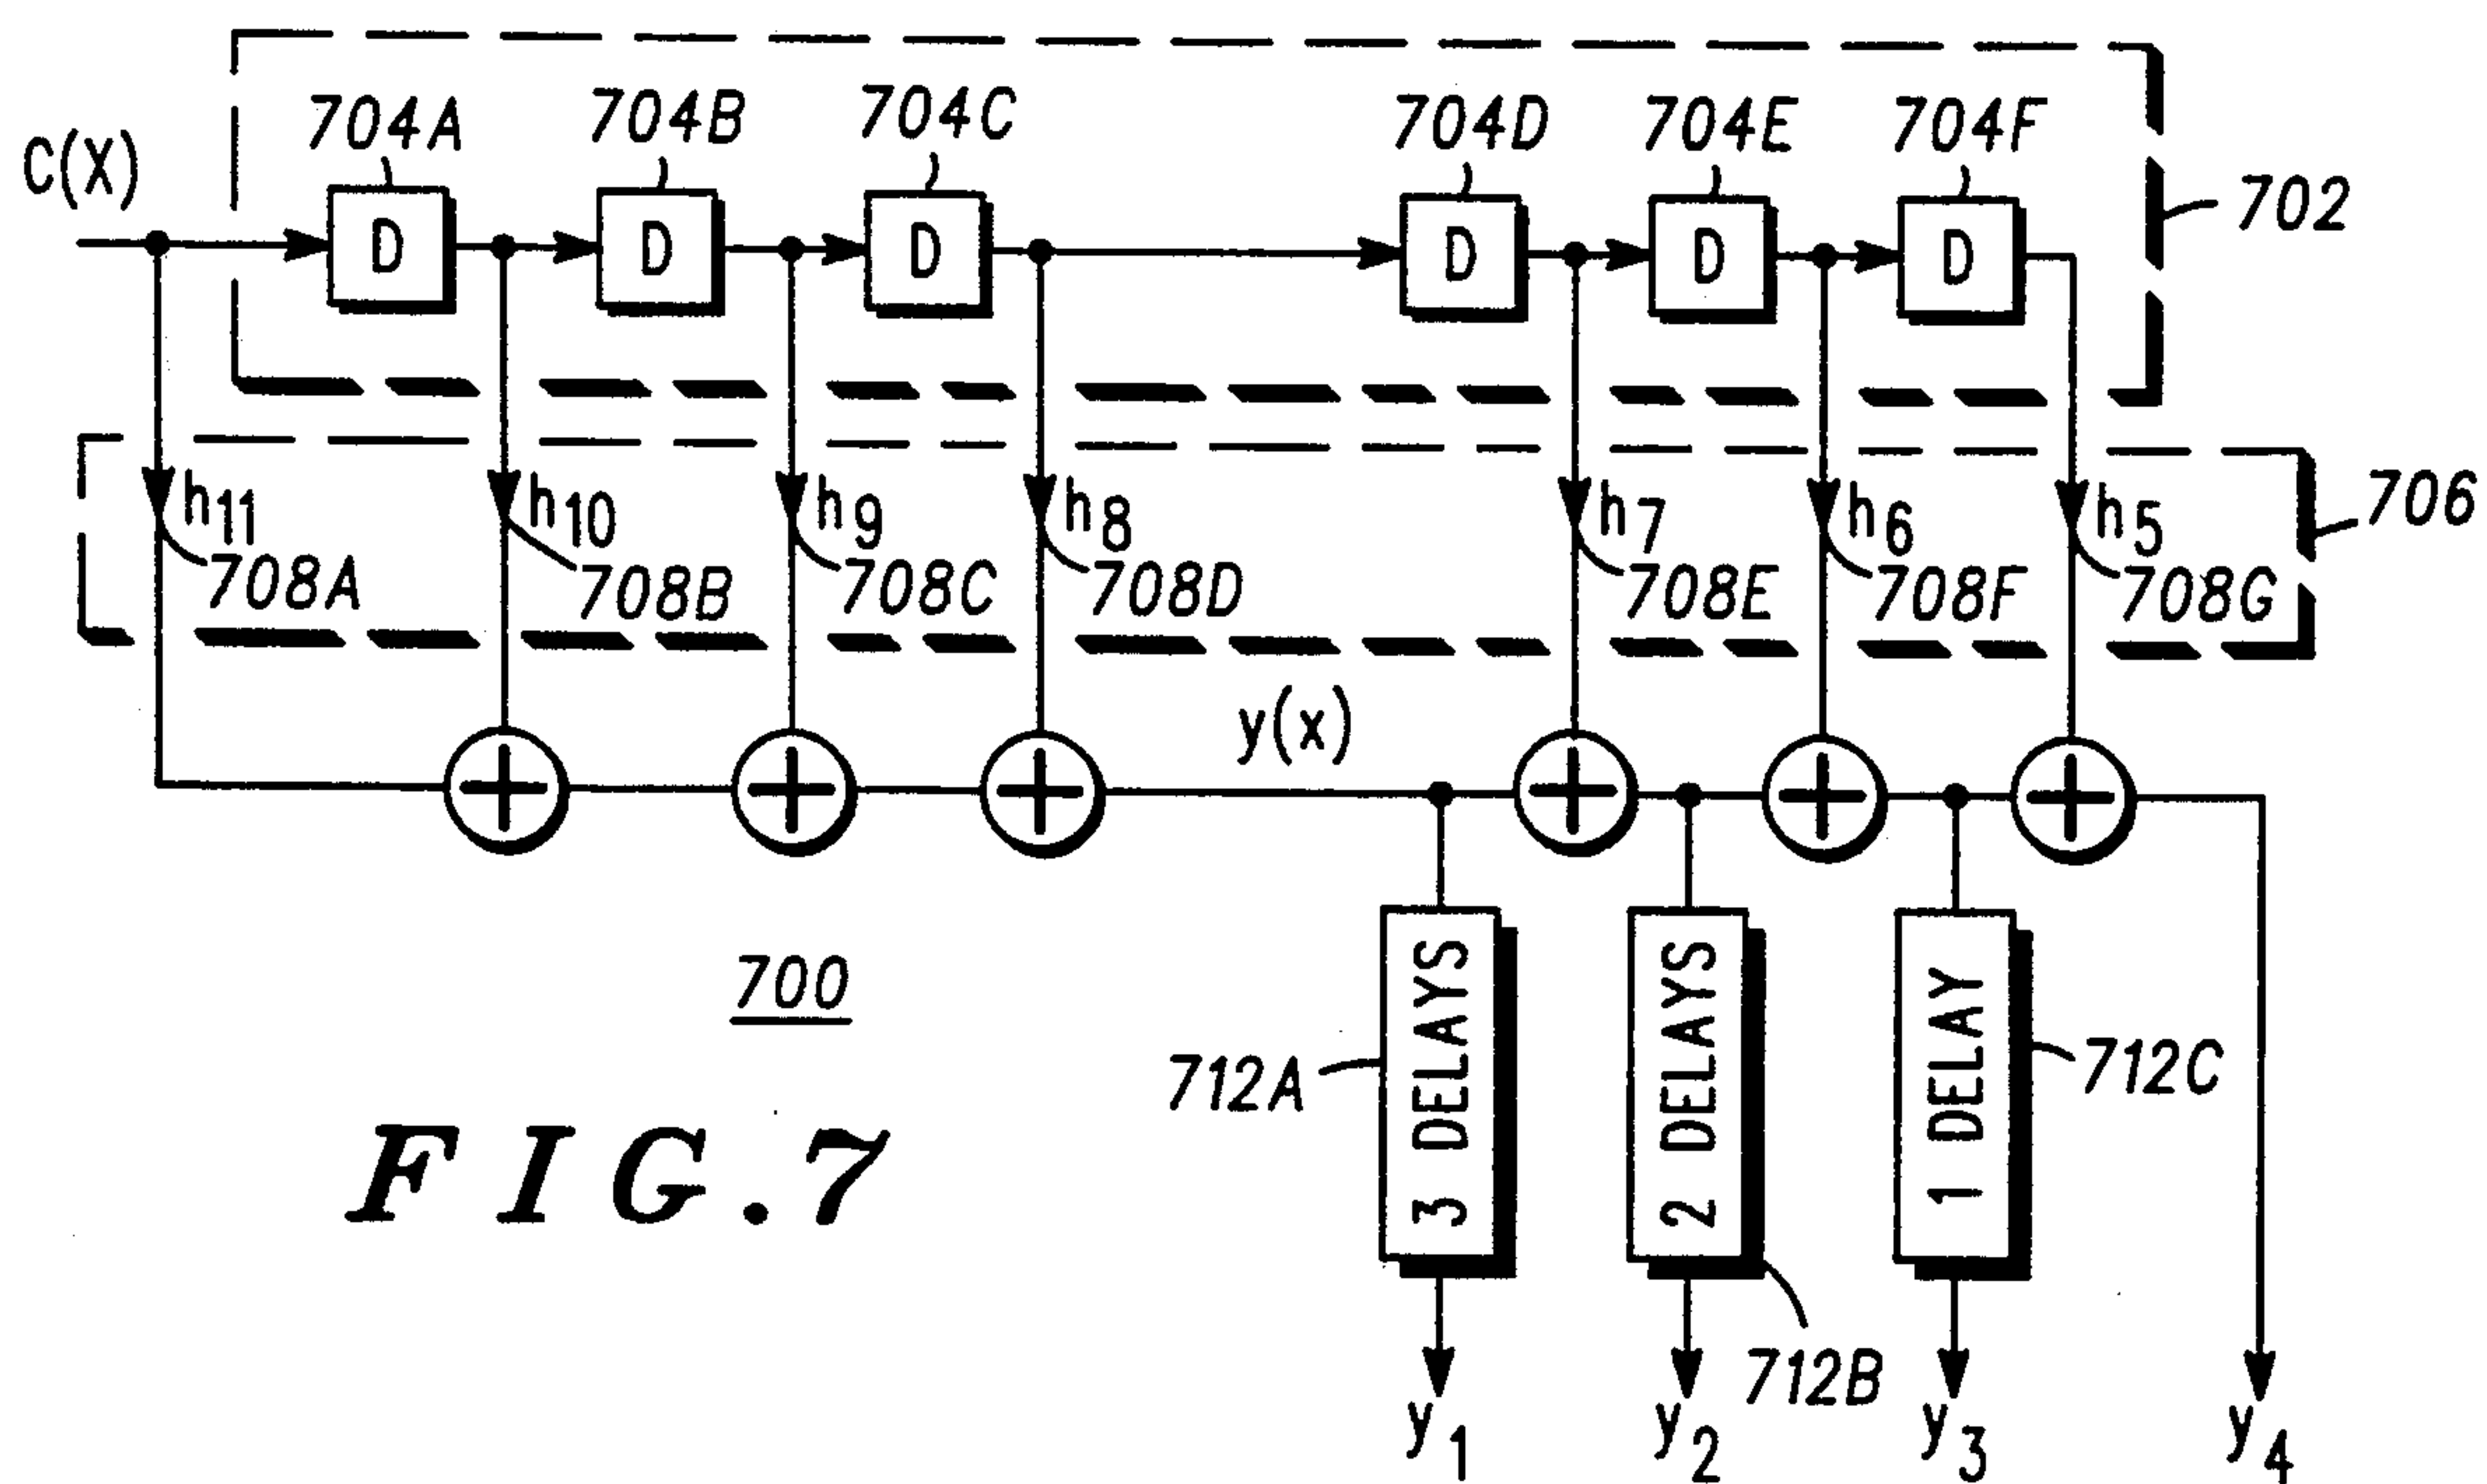 704A 704B 704C 704D 704E 704F
c(x)
D D D D D D
702
h11 h10 h9 h8 h7 h6 h5
706
708A 708B 708C 708D 708E 708F 708G
y(x)
+ + + + + +
700
3 DELAYS
2 DELAYS
1 DELAY
712A
712C
712B
FIG.7
y1 y2 y3 y4